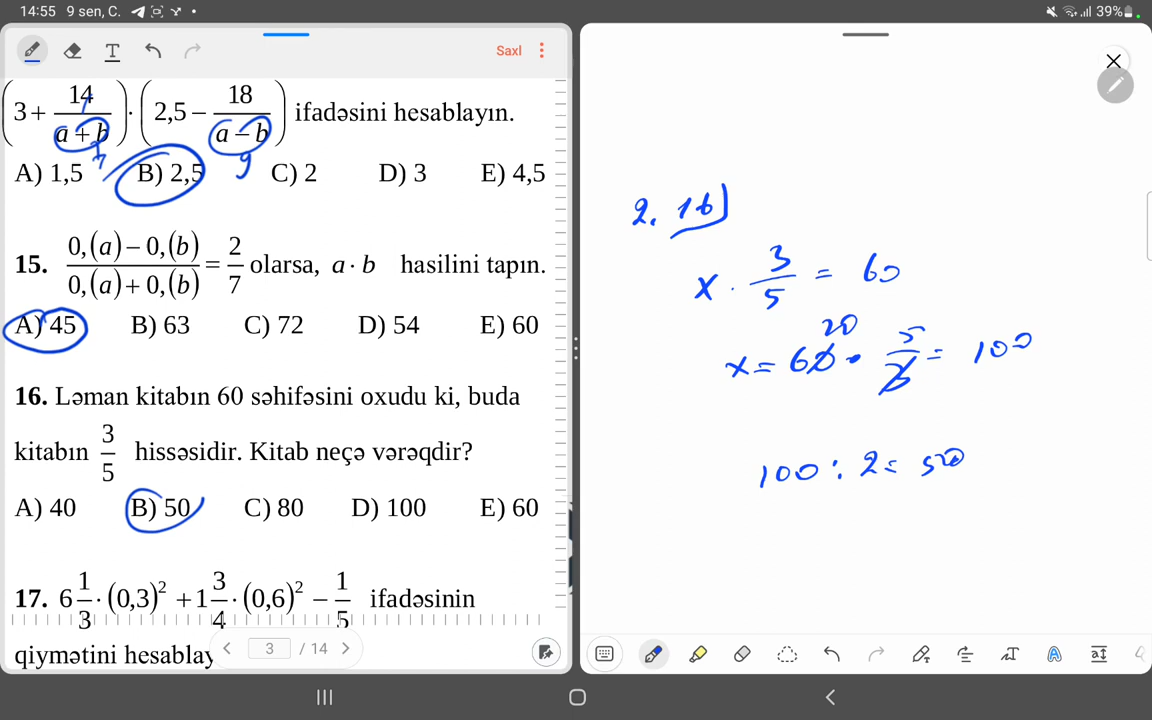 14:55 9 sen, C. 39%
Saxl
(3 + 14/(a + b)) · (2,5 − 18/(a − b)) ifadəsini hesablayın.
7 9
A) 1,5 B) 2,5 C) 2 D) 3 E) 4,5
15. (0,(a) − 0,(b))/(0,(a) + 0,(b)) = 2/7 olarsa, a · b hasilini tapın.
A) 45 B) 63 C) 72 D) 54 E) 60
16. Ləman kitabın 60 səhifəsini oxudu ki, buda
kitabın 3/5 hissəsidir. Kitab neçə vərəqdir?
A) 40 B) 50 C) 80 D) 100 E) 60
17. 6 1/3 · (0,3)² + 1 3/4 · (0,6)² − 1/5 ifadəsinin
qiymətini hesablay
3 / 14
2. 16)
x · 3/5 = 60
20
x = 60 · 5/3 = 100
100 : 2 = 50